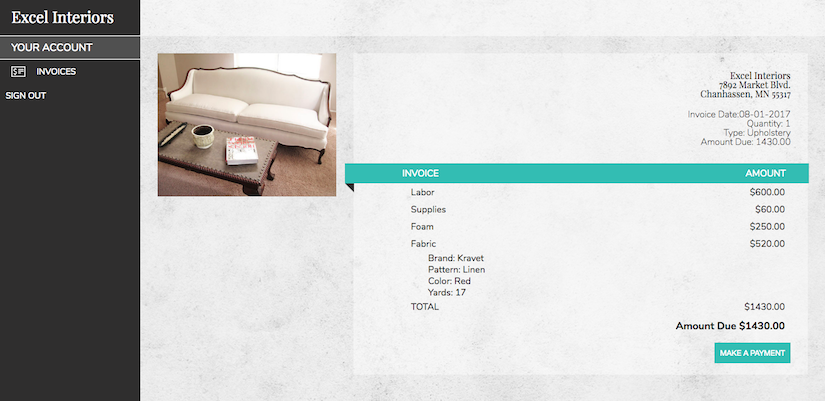 Excel Interiors
YOUR ACCOUNT
INVOICES
SIGN OUT
Excel Interiors
7892 Market Blvd.
Chanhassen, MN 55317
Invoice Date:08-01-2017
Quantity: 1
Type: Upholstery
Amount Due: 1430.00
INVOICE AMOUNT
Labor $600.00
Supplies $60.00
Foam $250.00
Fabric $520.00
Brand: Kravet
Pattern: Linen
Color: Red
Yards: 17
TOTAL $1430.00
Amount Due $1430.00
MAKE A PAYMENT